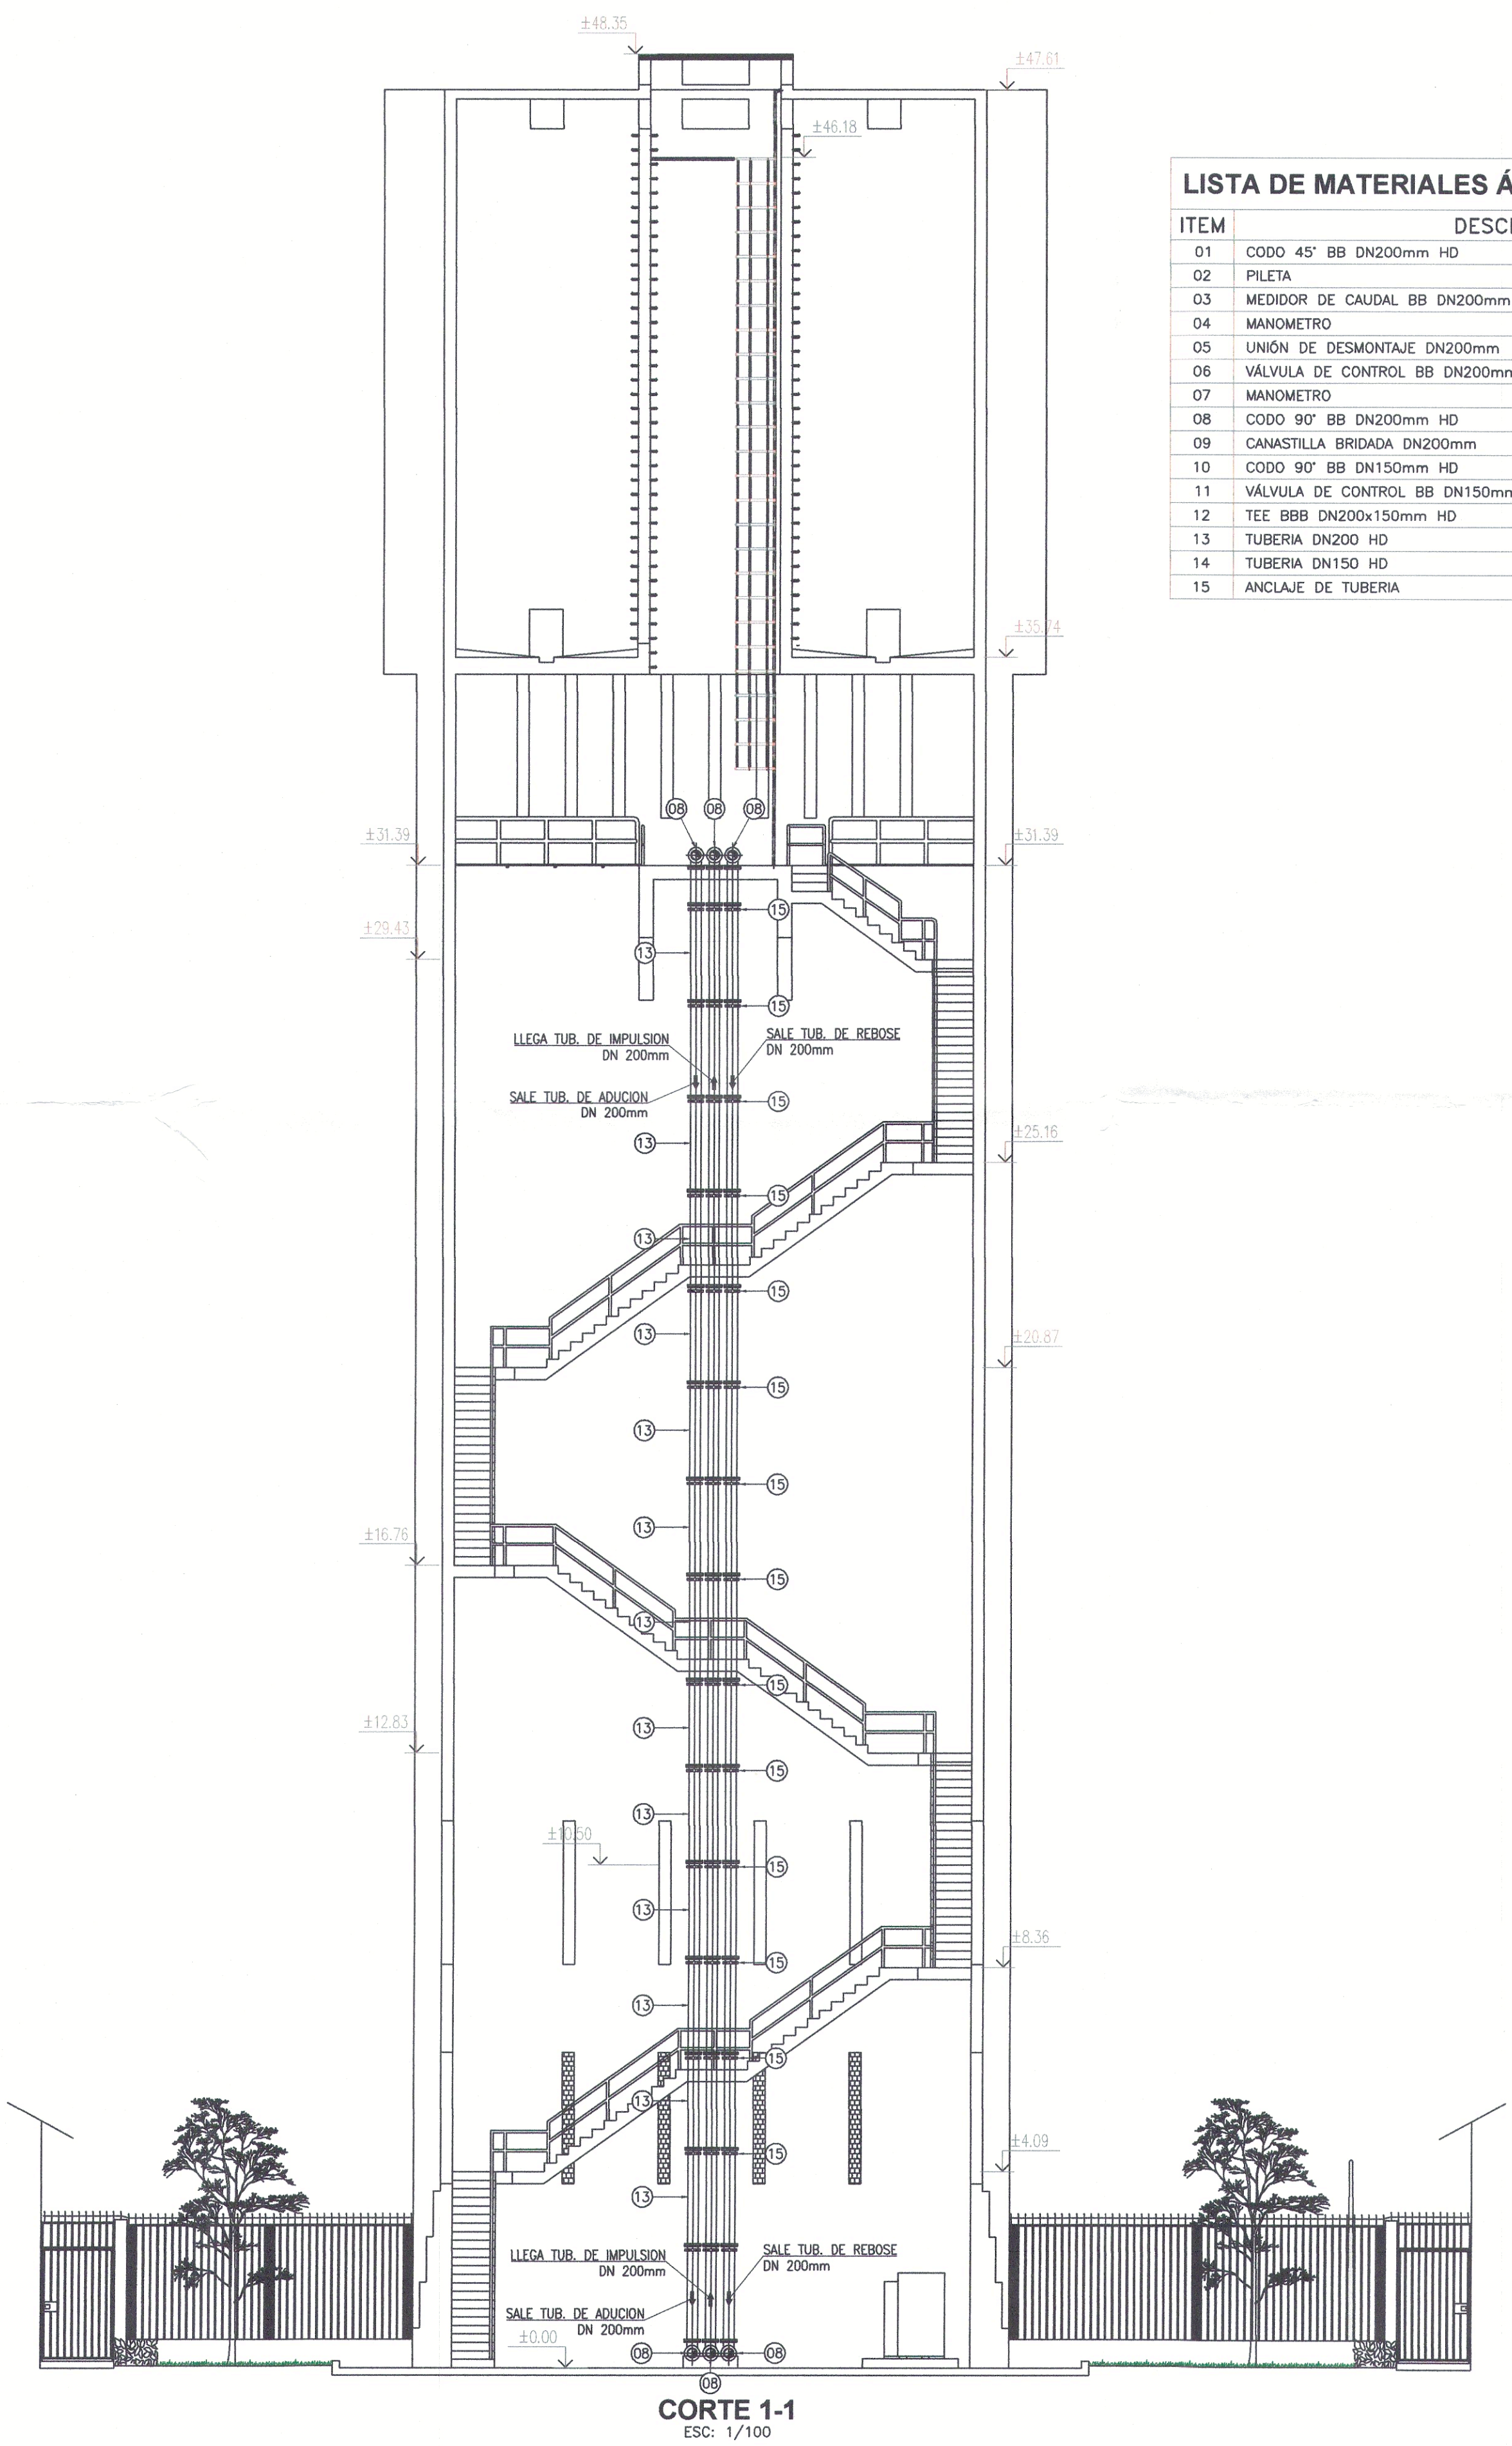 ±48.35
±47.61
±46.18
LISTA DE MATERIALES Á
ITEM
01 CODO 45° BB DN200mm HD
02 PILETA
03 MEDIDOR DE CAUDAL BB DN200mm
04 MANOMETRO
05 UNIÓN DE DESMONTAJE DN200mm
06 VÁLVULA DE CONTROL BB
07 MANOMETRO
08 CODO 90° BB DN200mm HD
09 CANASTILLA BRIDADA DN200mm
10 CODO 90° BB DN150mm HD
11 VÁLVULA DE CONTROL BB
12 TEE BBB DN200x150mm HD
13 TUBERIA DN200 HD
14 TUBERIA DN150 HD
15 ANCLAJE DE TUBERIA
±35.74
08 08 08
±31.39
±31.39
15
±29.43
13
15
LLEGA TUB. DE IMPULSION
DN 200mm
SALE TUB. DE REBOSE
DN 200mm
SALE TUB. DE ADUCION
DN 200mm
15
13
±25.16
15
13
15
13
±20.87
15
13
15
13
±16.76
15
13
15
±12.83
13
15
13
±10.50
15
13
±8.36
15
13
15
13
±4.09
15
13
LLEGA TUB. DE IMPULSION
DN 200mm
SALE TUB. DE REBOSE
DN 200mm
SALE TUB. DE ADUCION
DN 200mm
±0.00
08 08
08
CORTE 1-1
ESC: 1/100